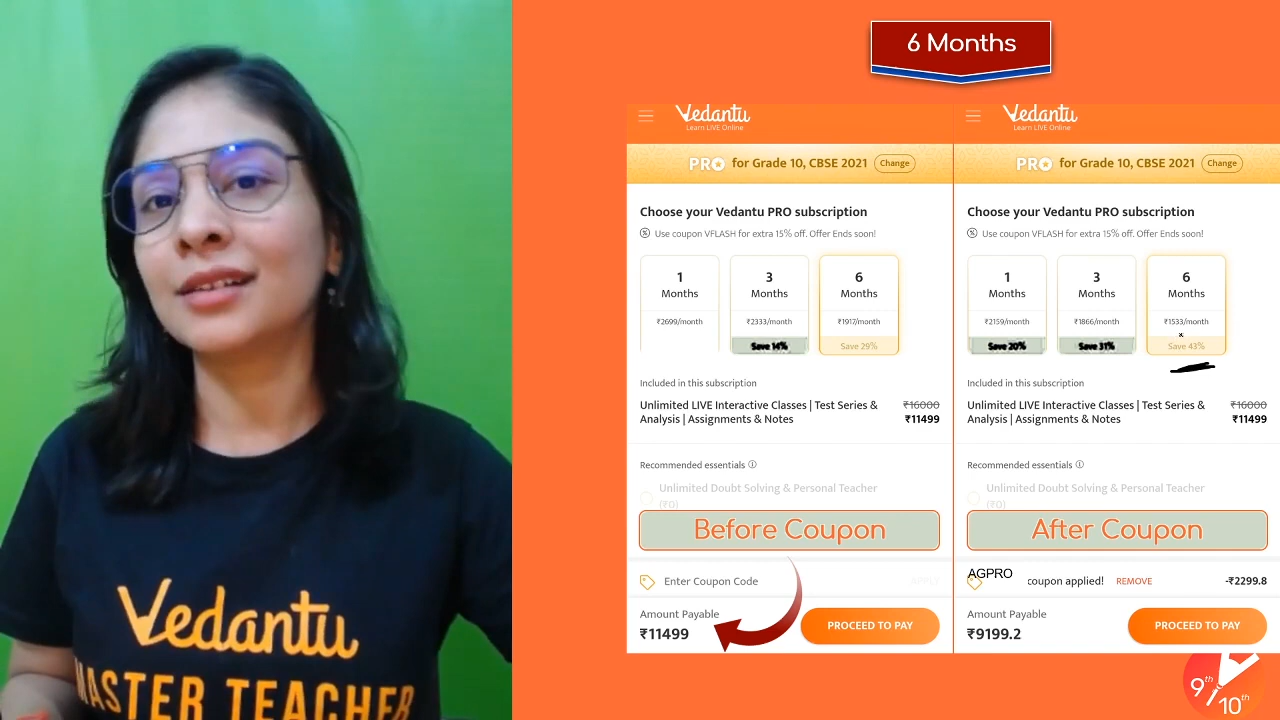 6 Months
Vedantu
Learn LIVE Online
PRO for Grade 10, CBSE 2021 Change
Choose your Vedantu PRO subscription
Use coupon VFLASH for extra 15% off. Offer Ends soon!
1 3 6
Months Months Months
₹2699/month ₹2333/month ₹1917/month
Save 14% Save 29%
Included in this subscription
Unlimited LIVE Interactive Classes | Test Series & ₹16000
Analysis | Assignments & Notes ₹11499
Recommended essentials
Unlimited Doubt Solving & Personal Teacher
(₹0)
Before Coupon
Enter Coupon Code APPLY
Amount Payable
₹11499 PROCEED TO PAY
Vedantu
Learn LIVE Online
PRO for Grade 10, CBSE 2021 Change
Choose your Vedantu PRO subscription
Use coupon VFLASH for extra 15% off. Offer Ends soon!
1 3 6
Months Months Months
₹2159/month ₹1866/month ₹1533/month
Save 20% Save 31% Save 43%
Included in this subscription
Unlimited LIVE Interactive Classes | Test Series & ₹16000
Analysis | Assignments & Notes ₹11499
Recommended essentials
Unlimited Doubt Solving & Personal Teacher
(₹0)
After Coupon
AGPRO coupon applied! REMOVE -₹2299.8
Amount Payable
₹9199.2 PROCEED TO PAY
Vedantu
MASTER TEACHER
9th
10th